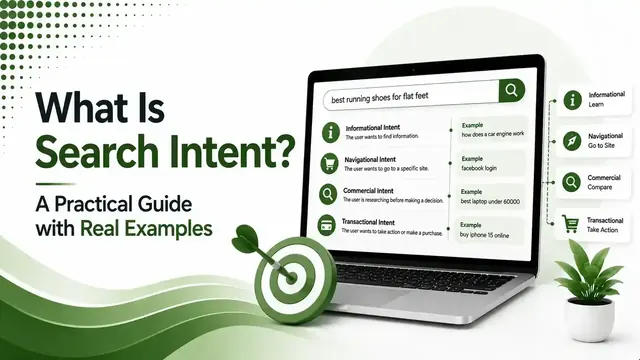 What Is
Search Intent?
A Practical Guide
with Real Examples
best running shoes for flat feet
Informational Intent
The user wants to find information.
Example
how does a car engine work
Navigational Intent
The user wants to go to a specific site.
Example
facebook login
Commercial Intent
The user is researching before making a decision.
Example
best laptop under 60000
Transactional Intent
The user wants to take action or make a purchase.
Example
buy iphone 15 online
Informational
Learn
Navigational
Go to Site
Commercial
Compare
Transactional
Take Action